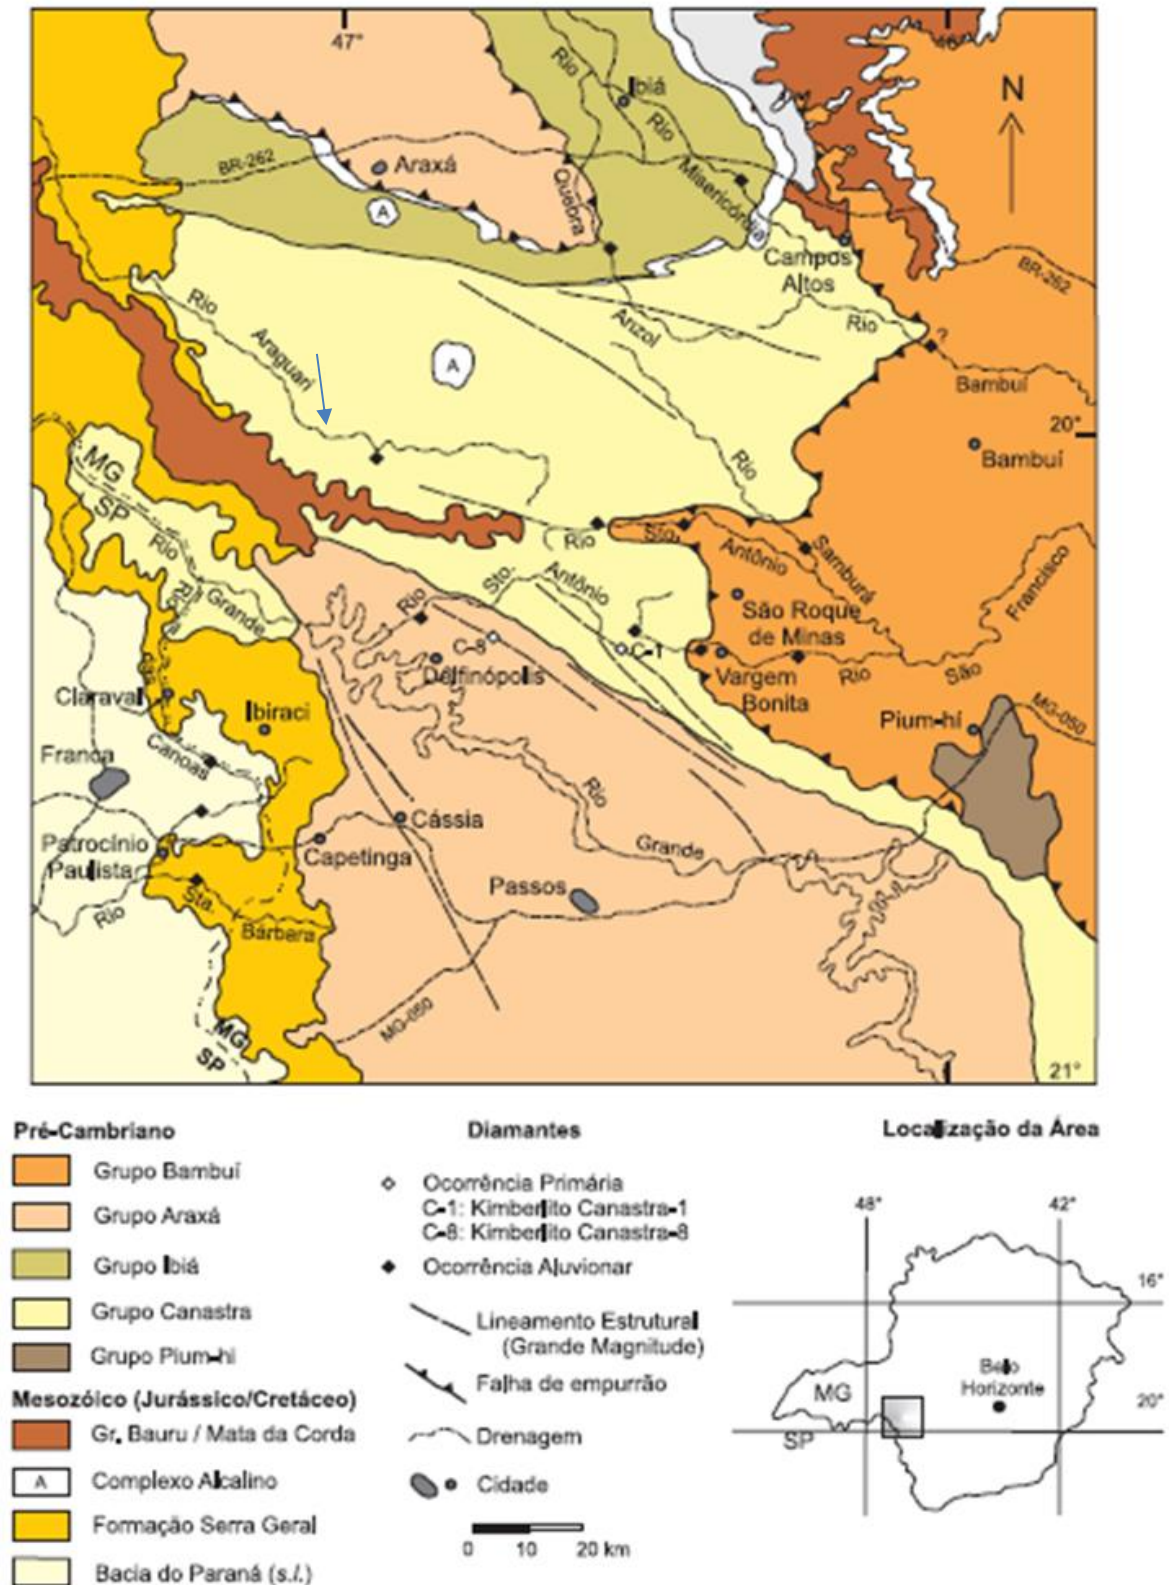 47°
46
N
Rio
Ibiá
Rio
BR-262
Araxá
Quebra
Misericórdia
A
Campos
Altos
BR-262
Rio
Rio
Anzol
?
Araguari
A
Bambuí
20°
Bambuí
Rio
MG
SP
Rio
Rio
Sto.
Antônio
Samburá
Francisco
Rio
Grande
Sto.
Antônio
Rio
São Roque
de Minas
C-8
C-1
Delfinópolis
Vargem
Bonita
Rio
São
Claraval
Ibiraci
Pium-hí
MG-050
Franca
Canoas
Rio
Cássia
Patrocínio
Paulista
Capetinga
Grande
Passos
Sta.
Rio
Bárbara
MG-050
MG
SP
21°
Pré-Cambriano
Grupo Bambuí
Grupo Araxá
Grupo Ibiá
Grupo Canastra
Grupo Pium-hi
Mesozóico (Jurássico/Cretáceo)
Gr. Bauru / Mata da Corda
A
Complexo Alcalino
Formação Serra Geral
Bacia do Paraná (s.l.)
Diamantes
Ocorrência Primária
C-1: Kimberlito Canastra-1
C-8: Kimberlito Canastra-8
Ocorrência Aluvionar
Lineamento Estrutural
(Grande Magnitude)
Falha de empurrão
Drenagem
Cidade
0 10 20 km
Localização da Área
48° 42°
16°
Belo
Horizonte
MG
20°
SP